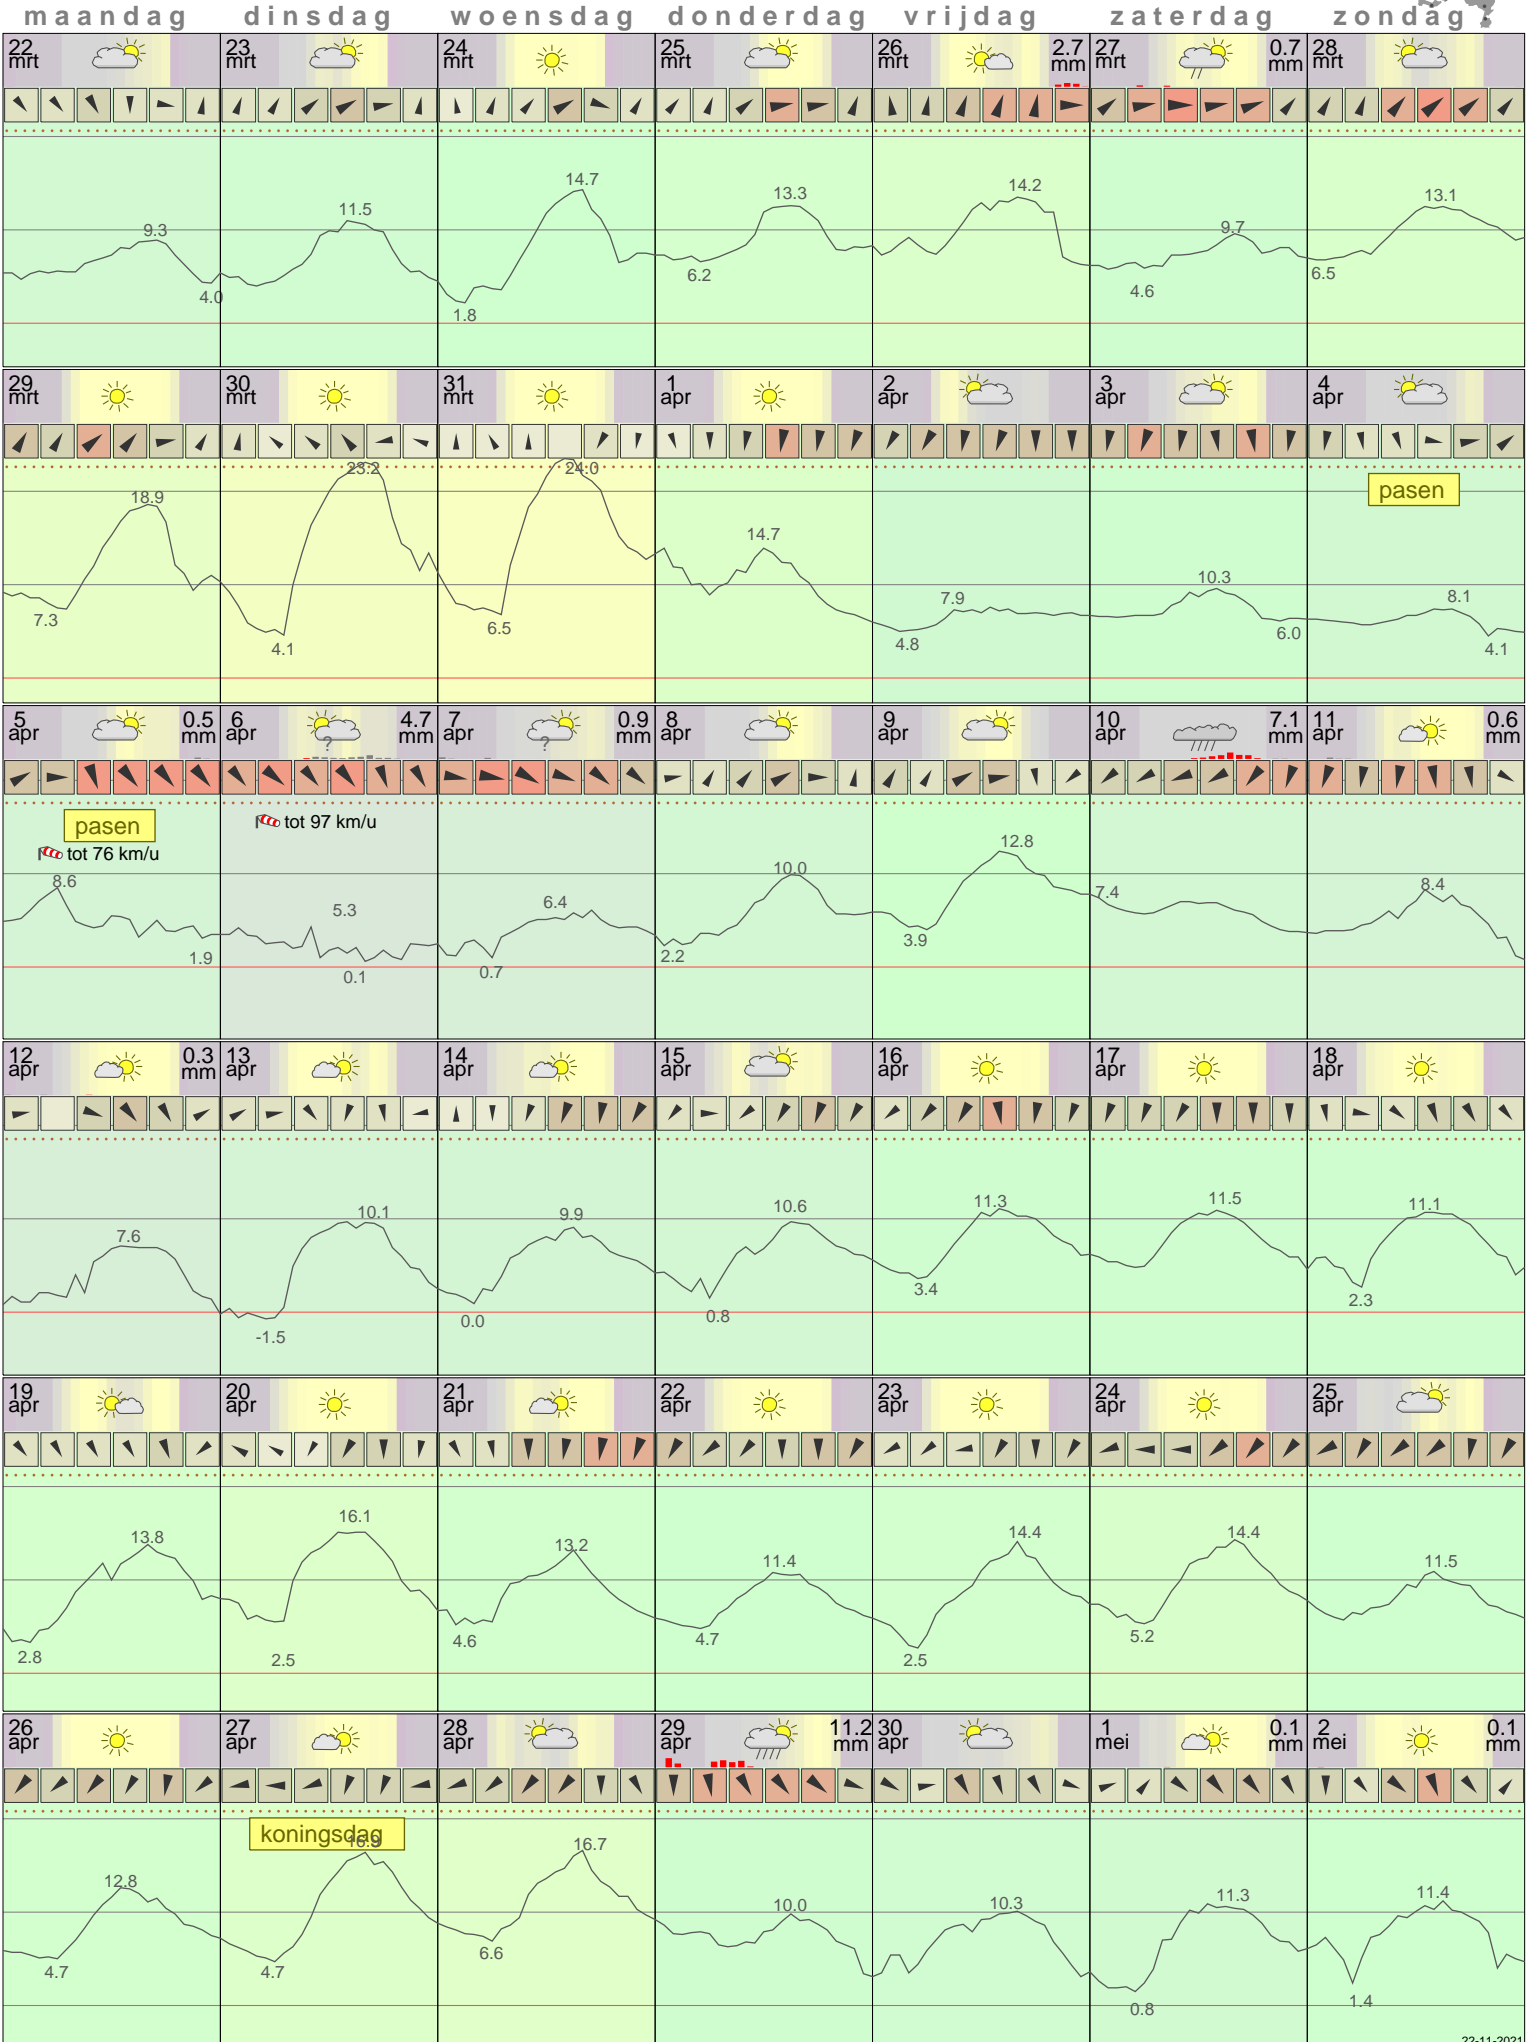 maandag dinsdag woensdag donderdag vrijdag zaterdag zondag
22 mrt 23 mrt 24 mrt 25 mrt 26 mrt 2.7 mm 27 mrt 0.7 mm 28 mrt
9.3 4.0 11.5 1.8 14.7 6.2 13.3 14.2 4.6 9.7 6.5 13.1
29 mrt 30 mrt 31 mrt 1 apr 2 apr 3 apr 4 apr
pasen
7.3 18.9 4.1 23.2 6.5 24.0 14.7 4.8 7.9 10.3 6.0 8.1 4.1
5 apr 0.5 mm 6 apr ? 4.7 mm 7 apr ? 0.9 mm 8 apr 9 apr 10 apr 7.1 mm 11 apr 0.6 mm
pasen
tot 76 km/u
tot 97 km/u
8.6 1.9 5.3 0.1 0.7 6.4 2.2 10.0 3.9 12.8 7.4 8.4
12 apr 0.3 mm 13 apr 14 apr 15 apr 16 apr 17 apr 18 apr
7.6 -1.5 10.1 0.0 9.9 0.8 10.6 3.4 11.3 11.5 2.3 11.1
19 apr 20 apr 21 apr 22 apr 23 apr 24 apr 25 apr
2.8 13.8 2.5 16.1 4.6 13.2 4.7 11.4 2.5 14.4 5.2 14.4 11.5
26 apr 27 apr 28 apr 29 apr 11.2 mm 30 apr 1 mei 0.1 mm 2 mei 0.1 mm
koningsdag
4.7 12.8 4.7 16.9 6.6 16.7 10.0 10.3 0.8 11.3 1.4 11.4
22-11-2021